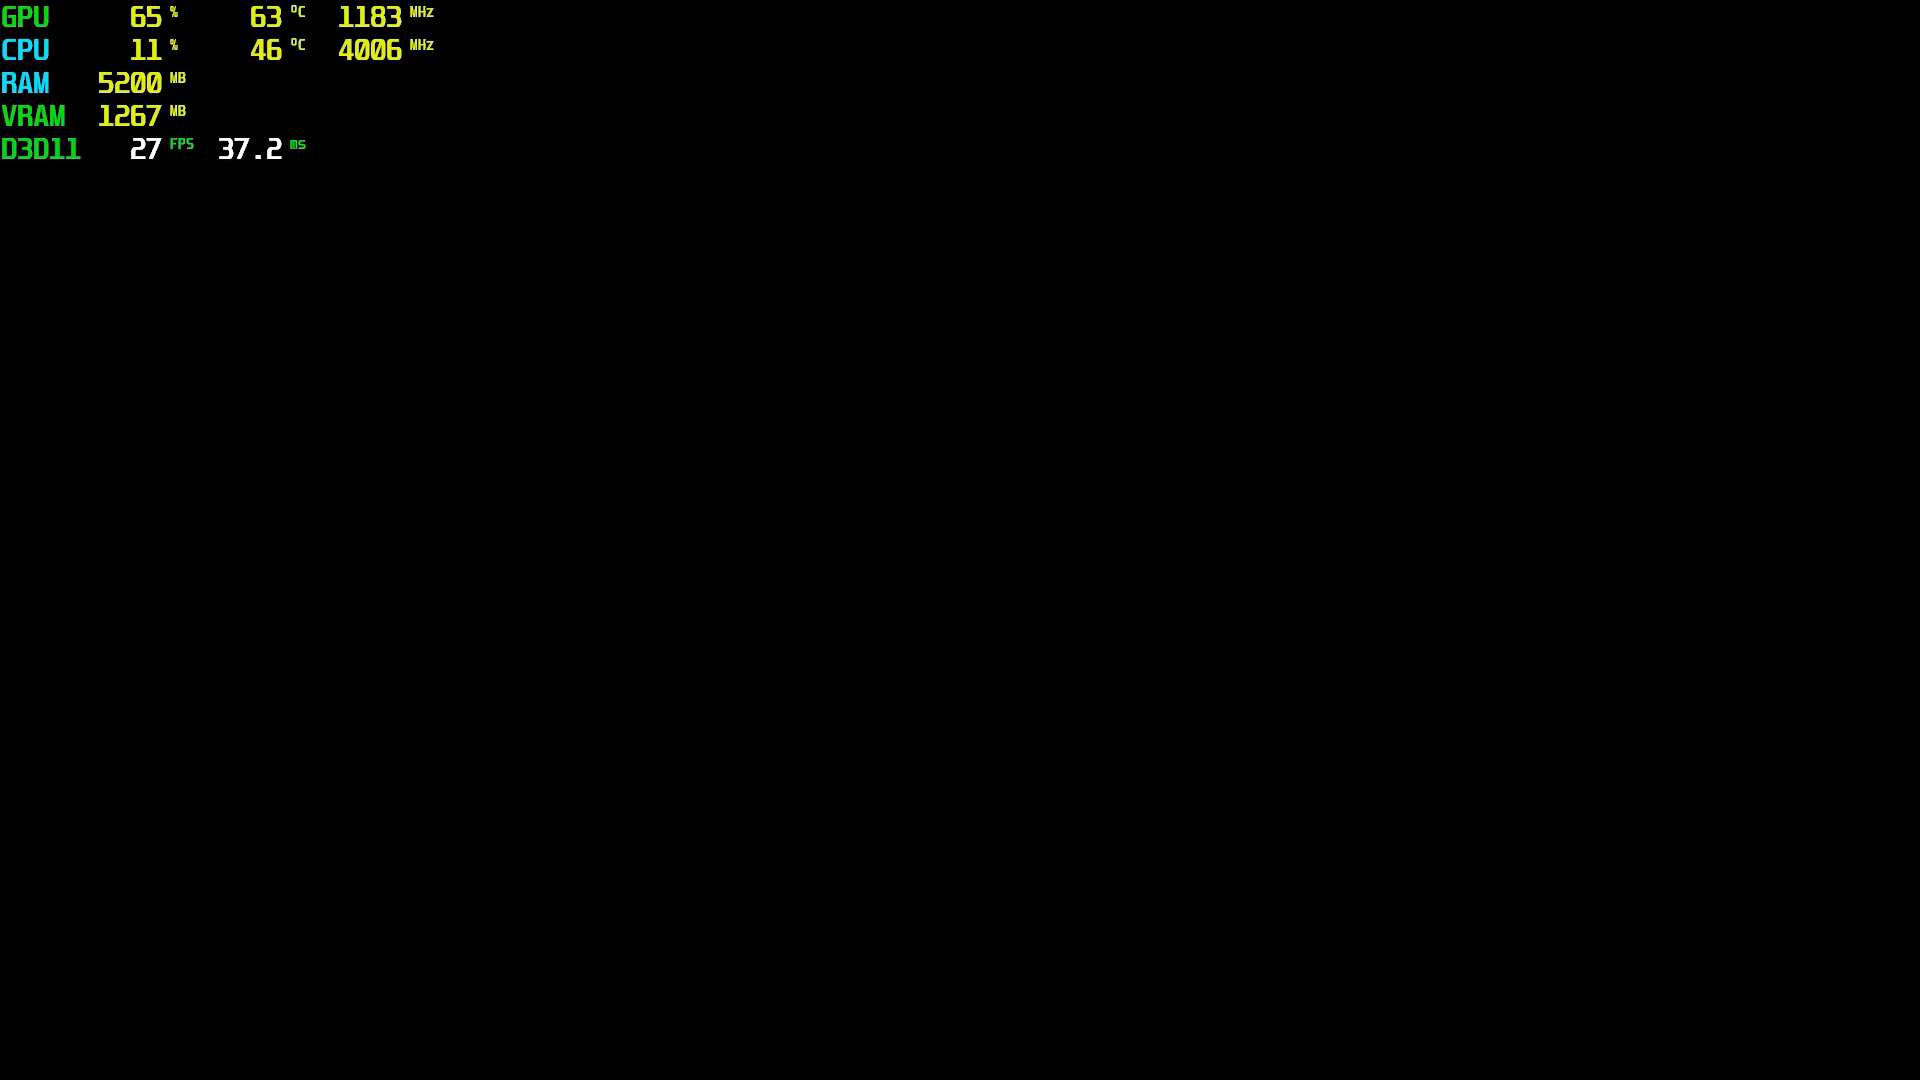 GPU 65 % 63 °C 1183 MHz
CPU 11 % 46 °C 4006 MHz
RAM 5200 MB
VRAM 1267 MB
D3D11 27 FPS 37.2 ms